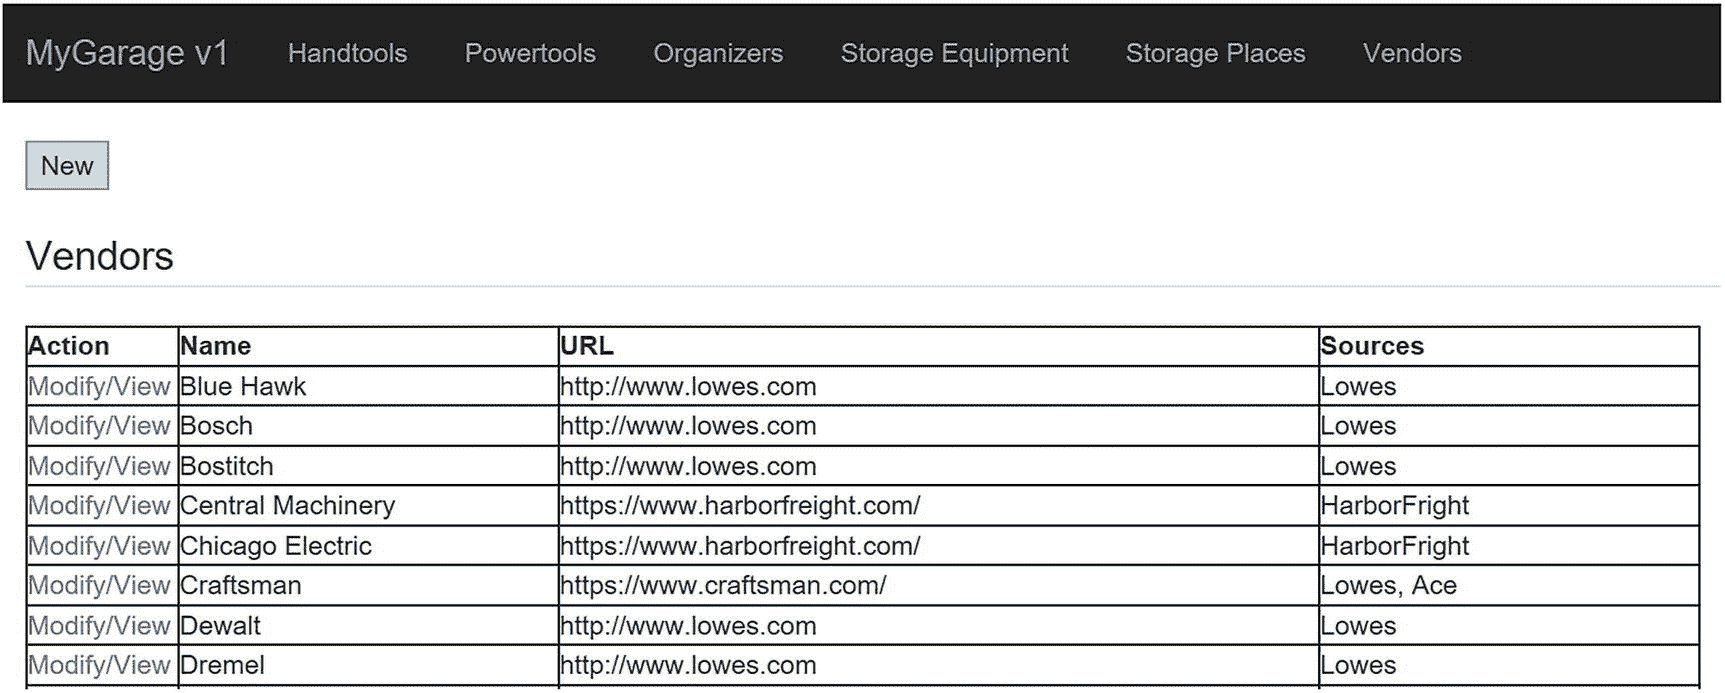 MyGarage v1 Handtools Powertools Organizers Storage Equipment Storage Places Vendors
New
Vendors
Action Name URL Sources
Modify/View Blue Hawk http://www.lowes.com Lowes
Modify/View Bosch http://www.lowes.com Lowes
Modify/View Bostitch http://www.lowes.com Lowes
Modify/View Central Machinery https://www.harborfreight.com/ HarborFright
Modify/View Chicago Electric https://www.harborfreight.com/ HarborFright
Modify/View Craftsman https://www.craftsman.com/ Lowes, Ace
Modify/View Dewalt http://www.lowes.com Lowes
Modify/View Dremel http://www.lowes.com Lowes